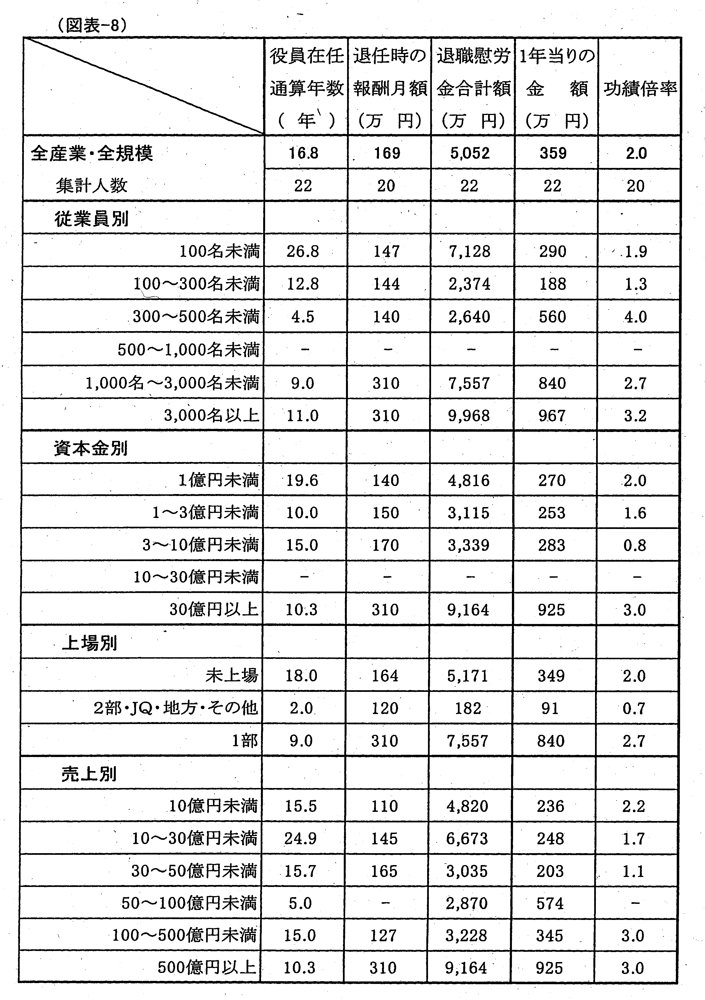 （図表-8）
役員在任 退任時の 退職慰労 1年当りの
通算年数 報酬月額 金合計額 金　額 功績倍率
（ 年 ） （万 円） （万 円） （万 円）
全産業・全規模 16.8 169 5,052 359 2.0
集計人数 22 20 22 22 20
従業員別
100名未満 26.8 147 7,128 290 1.9
100～300名未満 12.8 144 2,374 188 1.3
300～500名未満 4.5 140 2,640 560 4.0
500～1,000名未満 － － － － －
1,000名～3,000名未満 9.0 310 7,557 840 2.7
3,000名以上 11.0 310 9,968 967 3.2
資本金別
1億円未満 19.6 140 4,816 270 2.0
1～3億円未満 10.0 150 3,115 253 1.6
3～10億円未満 15.0 170 3,339 283 0.8
10～30億円未満 － － － － －
30億円以上 10.3 310 9,164 925 3.0
上場別
未上場 18.0 164 5,171 349 2.0
2部・JQ・地方・その他 2.0 120 182 91 0.7
1部 9.0 310 7,557 840 2.7
売上別
10億円未満 15.5 110 4,820 236 2.2
10～30億円未満 24.9 145 6,673 248 1.7
30～50億円未満 15.7 165 3,035 203 1.1
50～100億円未満 5.0 － 2,870 574 －
100～500億円未満 15.0 127 3,228 345 3.0
500億円以上 10.3 310 9,164 925 3.0